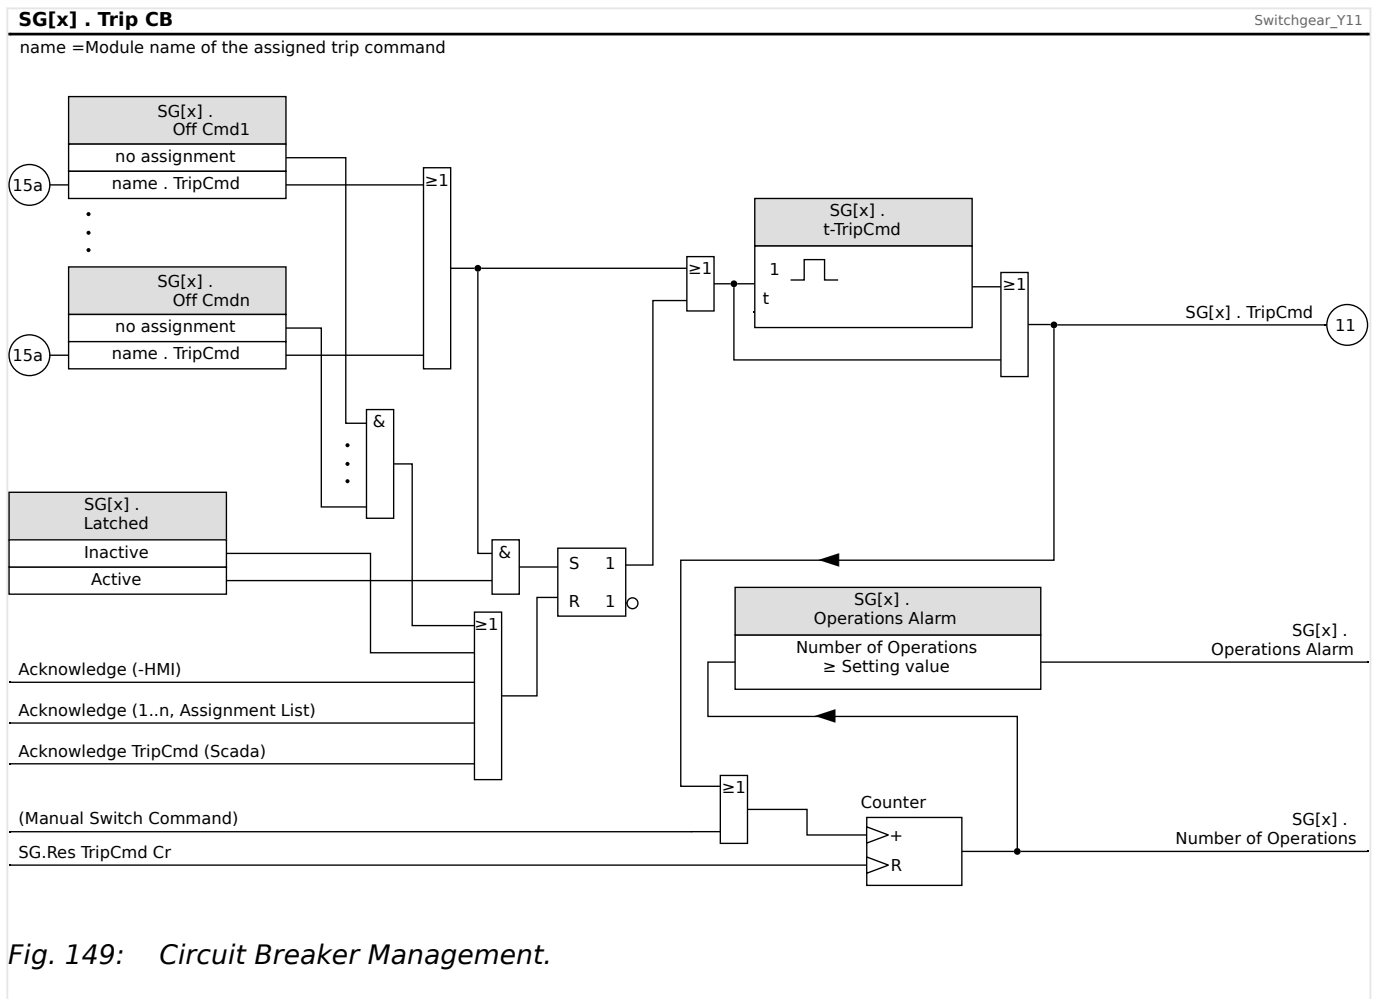 SG[x] . Trip CB
Switchgear_Y11
name =Module name of the assigned trip command
SG[x] .
Off Cmd1
no assignment
15a
name . TripCmd
≥1
SG[x] .
t-TripCmd
SG[x] .
Off Cmdn
no assignment
15a
name . TripCmd
≥1
1
t
≥1
SG[x] . TripCmd
11
&
SG[x] .
Latched
Inactive
Active
&
S 1
R 1
≥1
SG[x] .
Operations Alarm
Number of Operations
≥ Setting value
SG[x] .
Operations Alarm
Acknowledge (-HMI)
Acknowledge (1..n, Assignment List)
Acknowledge TripCmd (Scada)
≥1
(Manual Switch Command)
Counter
+
R
SG[x] .
Number of Operations
SG.Res TripCmd Cr
Fig. 149: Circuit Breaker Management.